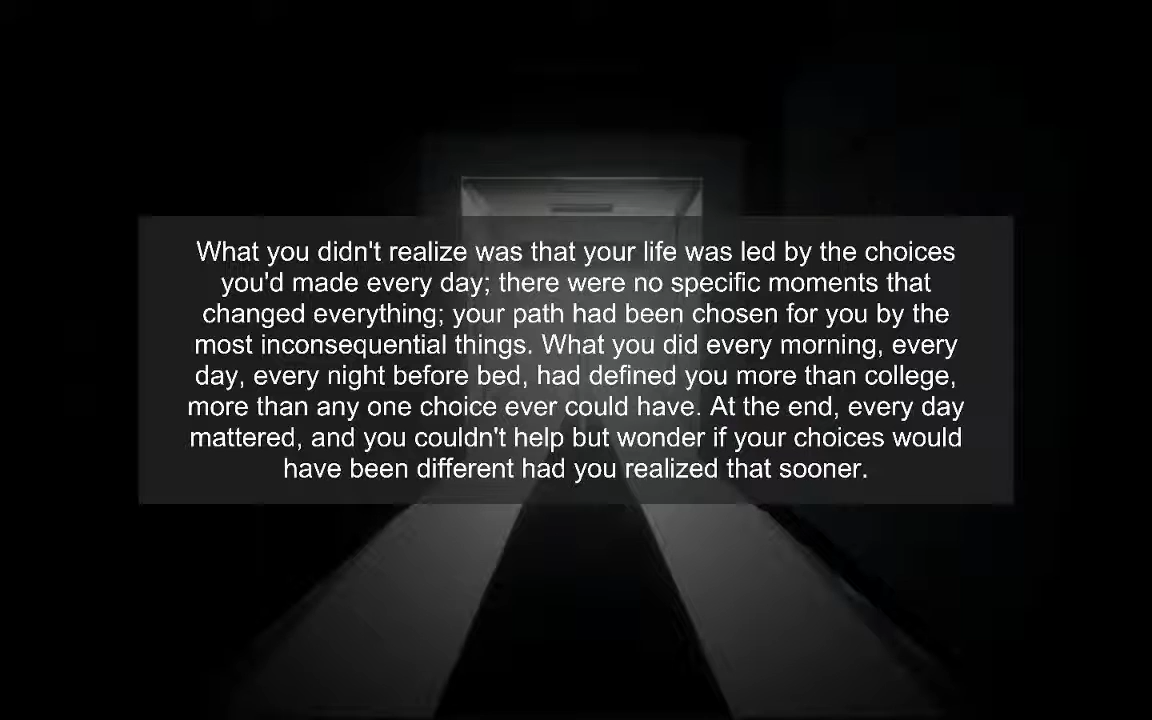 What you didn't realize was that your life was led by the choices
you'd made every day; there were no specific moments that
changed everything; your path had been chosen for you by the
most inconsequential things. What you did every morning, every
day, every night before bed, had defined you more than college,
more than any one choice ever could have. At the end, every day
mattered, and you couldn't help but wonder if your choices would
have been different had you realized that sooner.